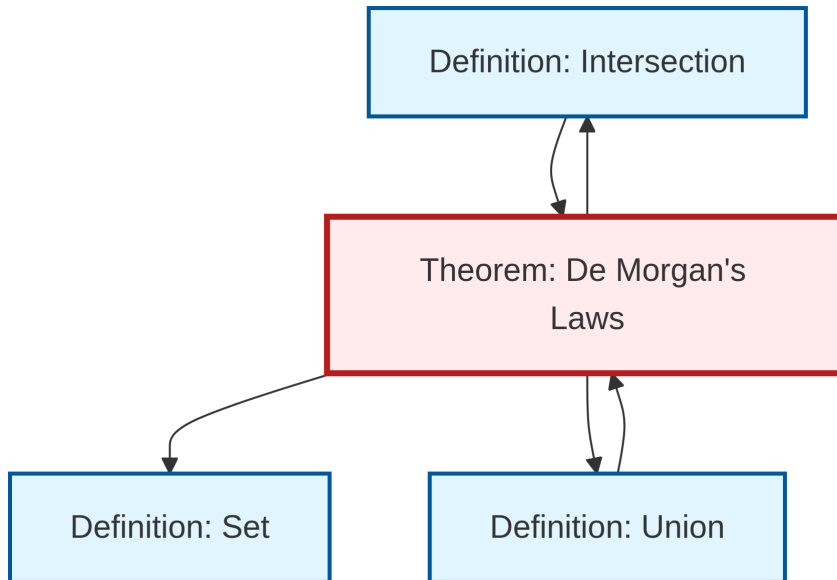 Definition: Intersection
Theorem: De Morgan's
Laws
Definition: Set
Definition: Union